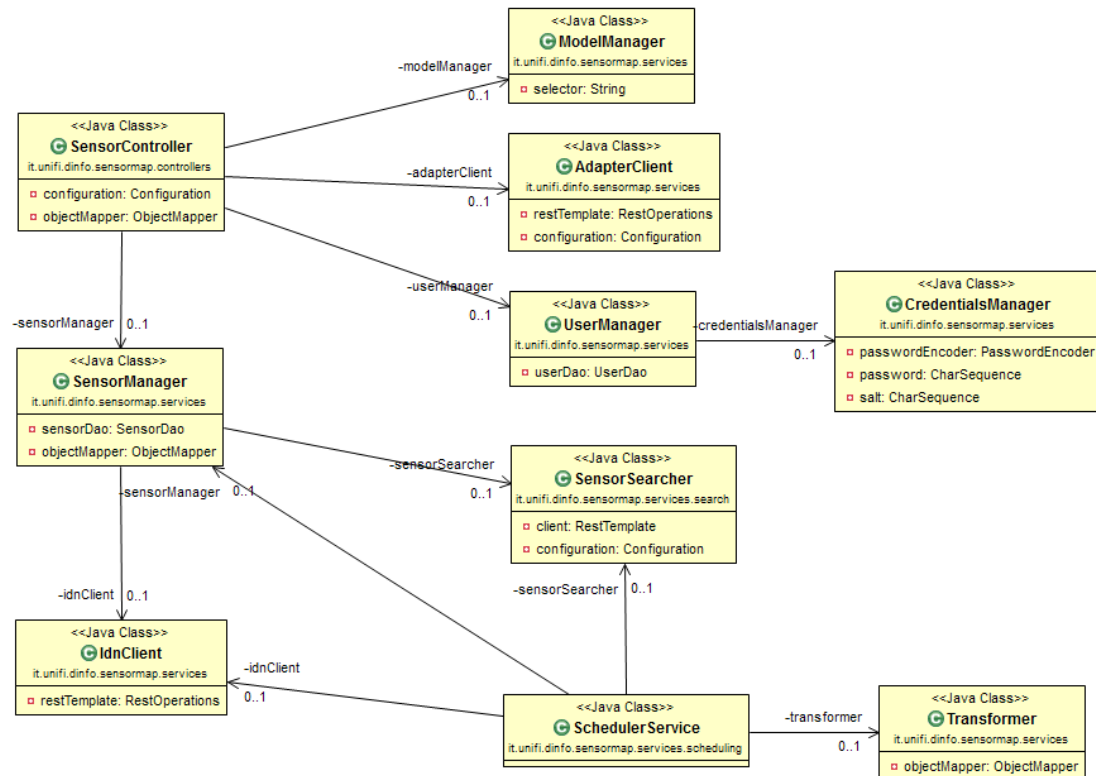 <<Java Class>>
ModelManager
it.unifi.dinfo.sensormap.services
selector: String
-modelManager
0..1
<<Java Class>>
SensorController
it.unifi.dinfo.sensormap.controllers
configuration: Configuration
objectMapper: ObjectMapper
<<Java Class>>
AdapterClient
it.unifi.dinfo.sensormap.services
restTemplate: RestOperations
configuration: Configuration
-adapterClient
0..1
-userManager
0..1
<<Java Class>>
UserManager
it.unifi.dinfo.sensormap.services
userDao: UserDao
-credentialsManager
0..1
<<Java Class>>
CredentialsManager
it.unifi.dinfo.sensormap.services
passwordEncoder: PasswordEncoder
password: CharSequence
salt: CharSequence
-sensorManager
0..1
<<Java Class>>
SensorManager
it.unifi.dinfo.sensormap.services
sensorDao: SensorDao
objectMapper: ObjectMapper
-sensorManager
0..1
-sensorSearcher
0..1
<<Java Class>>
SensorSearcher
it.unifi.dinfo.sensormap.services.search
client: RestTemplate
configuration: Configuration
-sensorSearcher
0..1
-idnClient
0..1
<<Java Class>>
IdnClient
it.unifi.dinfo.sensormap.services
restTemplate: RestOperations
-idnClient
0..1
<<Java Class>>
SchedulerService
it.unifi.dinfo.sensormap.services.scheduling
-transformer
0..1
<<Java Class>>
Transformer
it.unifi.dinfo.sensormap.services
objectMapper: ObjectMapper